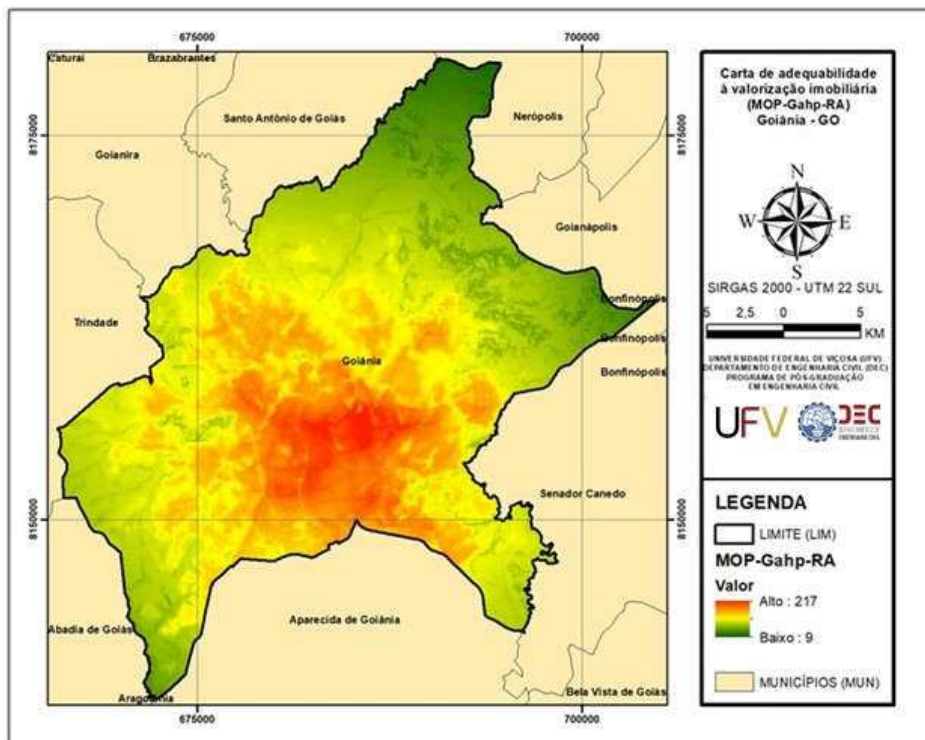 675000
700000
Caturaí
Brazabrantes
Santo Antônio de Goiás
Nerópolis
8175000
8175000
Goianira
Goianápolis
Bonfinópolis
Trindade
Bonfinópolis
Goiânia
Bonfinópolis
Senador Canedo
8150000
8150000
Aparecida de Goiânia
Abadia de Goiás
Aragoiânia
Bela Vista de Goiás
675000
700000
Carta de adequabilidade
à valorização imobiliária
(MOP-Gahp-RA)
Goiânia - GO
N
W
E
S
SIRGAS 2000 - UTM 22 SUL
5 2,5 0 5
KM
UNIVERSIDADE FEDERAL DE VIÇOSA (UFV)
DEPARTAMENTO DE ENGENHARIA CIVIL (DEC)
PROGRAMA DE PÓS-GRADUAÇÃO
EM ENGENHARIA CIVIL
UFV
DEC
ENGENHARIA CIVIL
LEGENDA
LIMITE (LIM)
MOP-Gahp-RA
Valor
Alto : 217
Baixo : 9
MUNICÍPIOS (MUN)